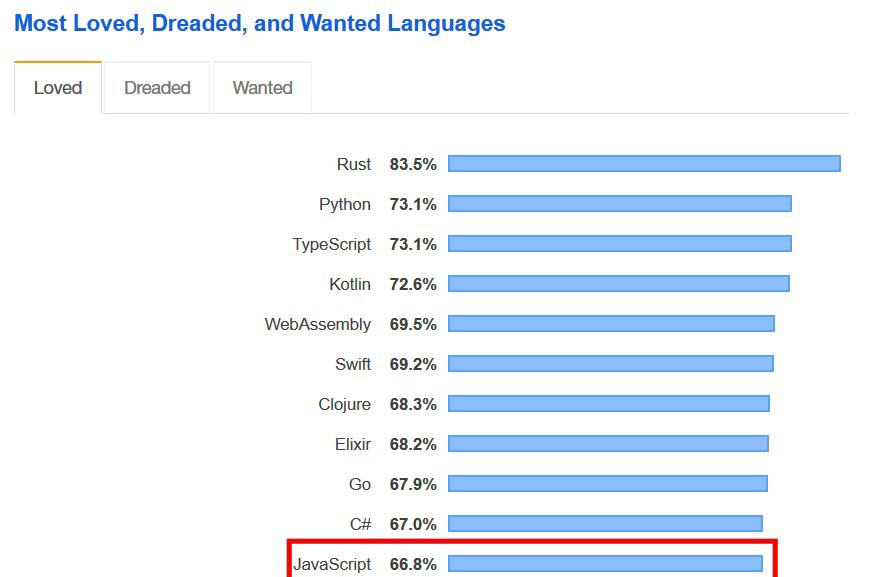 Most Loved, Dreaded, and Wanted Languages
Loved Dreaded Wanted
Rust 83.5%
Python 73.1%
TypeScript 73.1%
Kotlin 72.6%
WebAssembly 69.5%
Swift 69.2%
Clojure 68.3%
Elixir 68.2%
Go 67.9%
C# 67.0%
JavaScript 66.8%